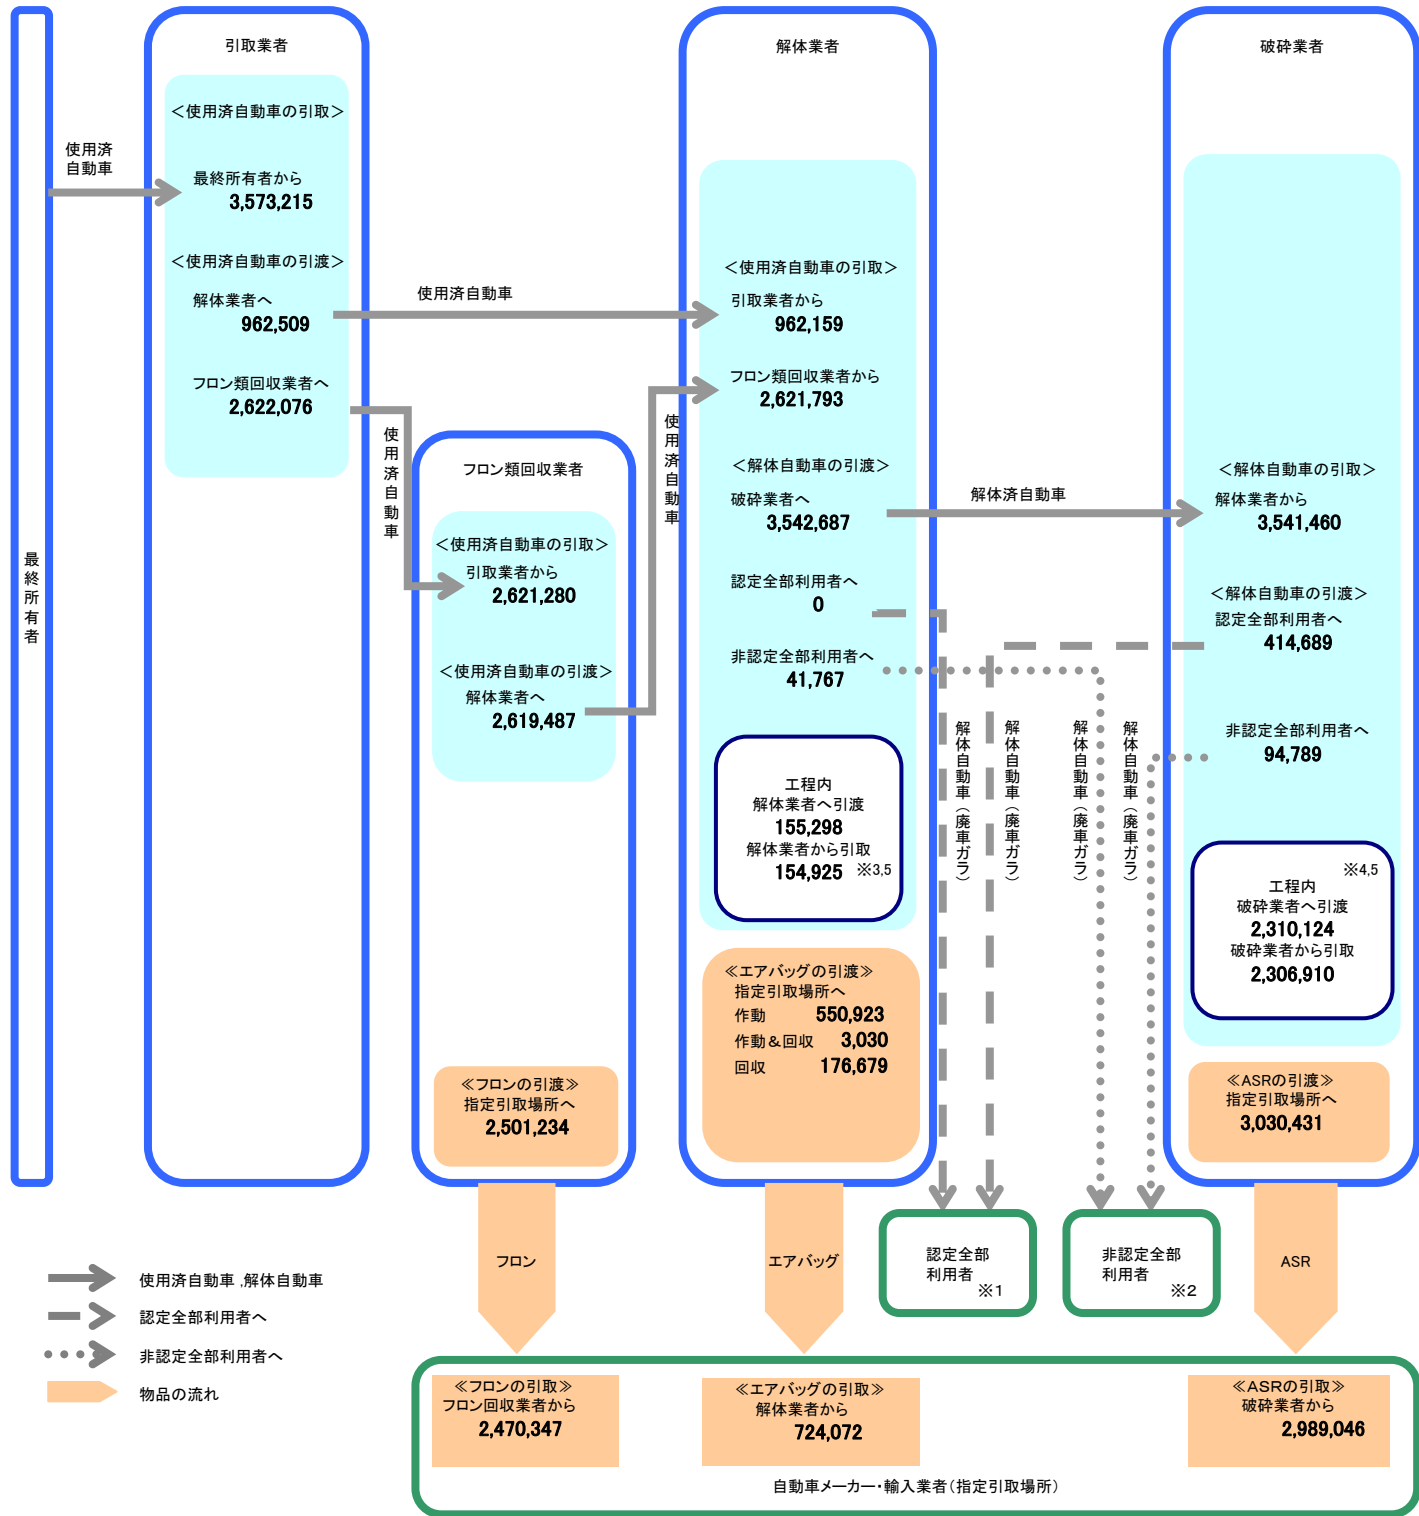 引取業者
＜使用済自動車の引取＞
使用済
自動車
最終所有者から
3,573,215
＜使用済自動車の引渡＞
解体業者へ
962,509
フロン類回収業者へ
2,622,076
最終所有者
使用済自動車
使用済自動車
フロン類回収業者
＜使用済自動車の引取＞
引取業者から
2,621,280
＜使用済自動車の引渡＞
解体業者へ
2,619,487
≪フロンの引渡≫
指定引取場所へ
2,501,234
使用済自動車
解体業者
＜使用済自動車の引取＞
引取業者から
962,159
フロン類回収業者から
2,621,793
＜解体自動車の引渡＞
破砕業者へ
3,542,687
認定全部利用者へ
0
非認定全部利用者へ
41,767
工程内
解体業者へ引渡
155,298
解体業者から引取
154,925 ※3,5
≪エアバッグの引渡≫
指定引取場所へ
作動 550,923
作動＆回収 3,030
回収 176,679
解体済自動車
解体自動車（廃車ガラ）
解体自動車（廃車ガラ）
解体自動車（廃車ガラ）
解体自動車（廃車ガラ）
破砕業者
＜解体自動車の引取＞
解体業者から
3,541,460
＜解体自動車の引渡＞
認定全部利用者へ
414,689
非認定全部利用者へ
94,789
※4,5
工程内
破砕業者へ引渡
2,310,124
破砕業者から引取
2,306,910
≪ASRの引渡≫
指定引取場所へ
3,030,431
フロン
エアバッグ
認定全部
利用者
※1
非認定全部
利用者
※2
ASR
使用済自動車 ,解体自動車
認定全部利用者へ
非認定全部利用者へ
物品の流れ
≪フロンの引取≫
フロン回収業者から
2,470,347
≪エアバッグの引取≫
解体業者から
724,072
≪ASRの引取≫
破砕業者から
2,989,046
自動車メーカー・輸入業者（指定引取場所）